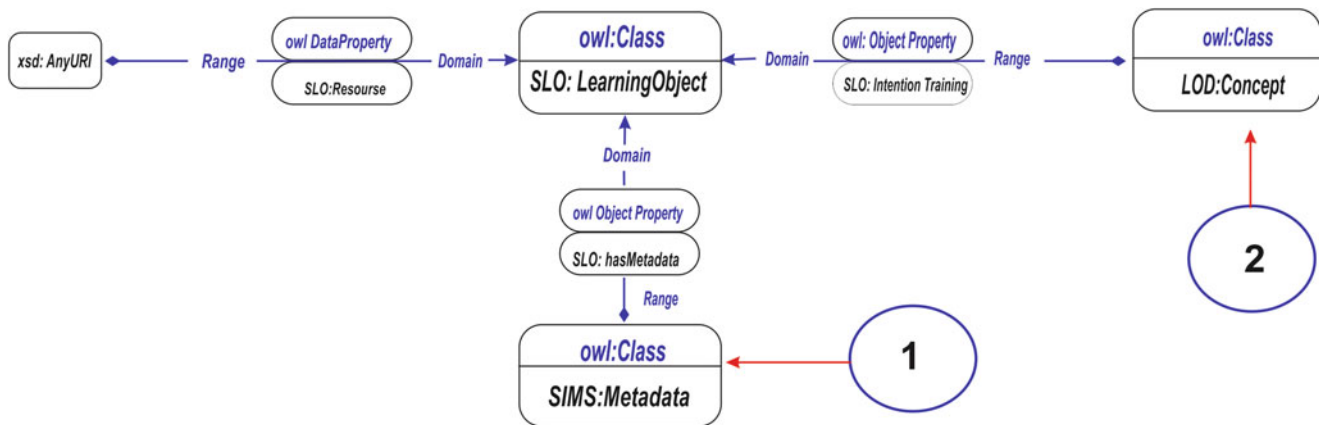 owl:Class
SLO: LearningObject
owl:Class
LOD:Concept
xsd: AnyURI
Range
owl DataProperty
SLO:Resourse
Domain
Domain
owl: Object Property
SLO: Intention Training
Range
Domain
owl Object Property
SLO: hasMetadata
Range
owl:Class
SIMS:Metadata
1
2